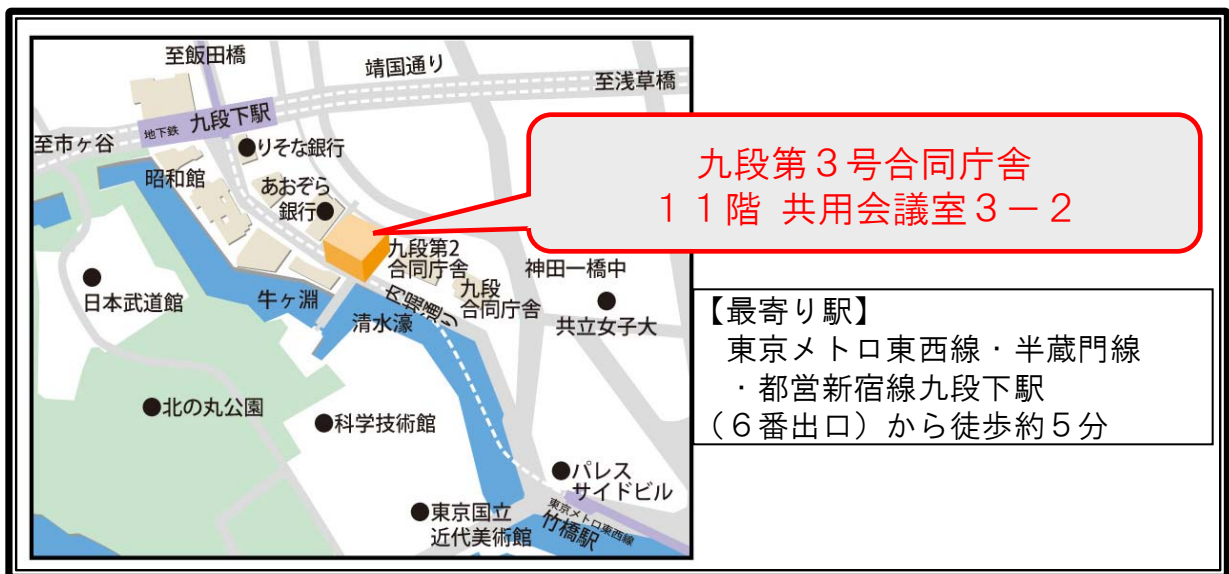 至飯田橋
靖国通り
至浅草橋
地下鉄 九段下駅
至市ヶ谷
●りそな銀行
昭和館
あおぞら
銀行●
九段第３号合同庁舎
１１階 共用会議室３－２
九段第2
合同庁舎
九段
合同庁舎
神田一橋中
共立女子大
日本武道館
牛ヶ淵
清水濠
内堀通り
●北の丸公園
●科学技術館
●パレス
サイドビル
●東京国立
近代美術館
東京メトロ東西線
竹橋駅
【最寄り駅】
東京メトロ東西線・半蔵門線
・都営新宿線九段下駅
（６番出口）から徒歩約５分